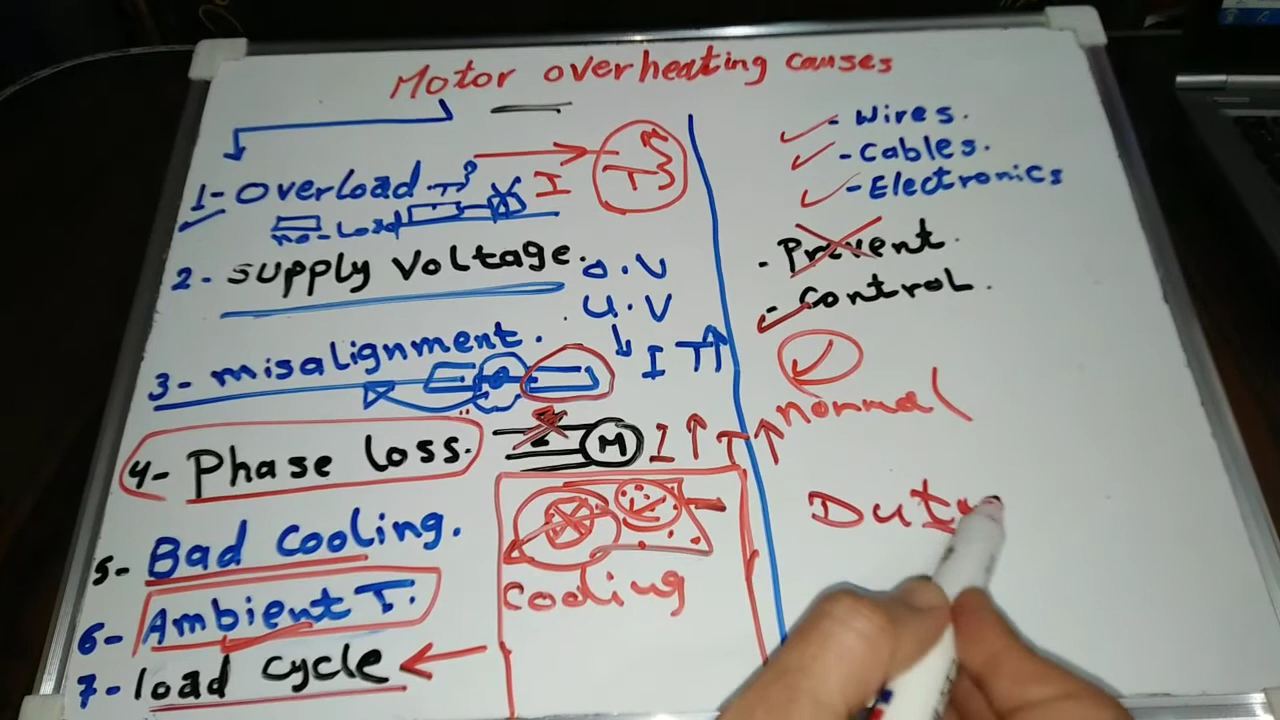 Motor overheating causes
1- Overload I T
no-Load
2- supply voltage. O.V
U.V
3- misalignment. I T
4- Phase loss. M I T
5- Bad cooling.
cooling
6- Ambient T.
7- load cycle
- wires.
- cables.
- Electronics
- Prevent.
- control.
normal
Duty